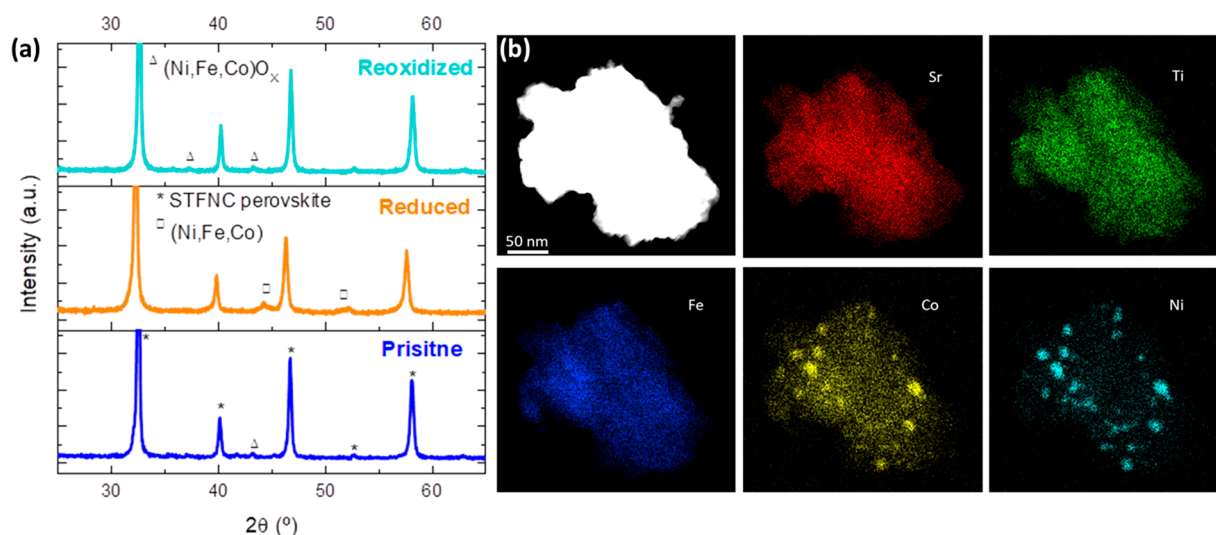 (a)
30 40 50 60
Δ (Ni,Fe,Co)Ox
Reoxidized
Δ Δ
* STFNC perovskite
Reduced
□ (Ni,Fe,Co)
□ □
Prisitne
* * * Δ * *
Intensity (a.u.)
30 40 50 60
2θ (º)
(b)
50 nm
Sr
Ti
Fe
Co
Ni